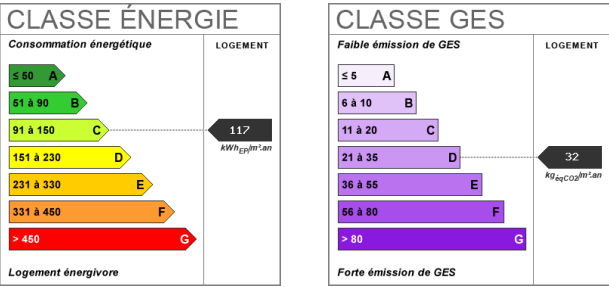 CLASSE ÉNERGIE
Consommation énergétique
LOGEMENT
≤ 50 A
51 à 90 B
91 à 150 C
117
kWhEP/m².an
151 à 230 D
231 à 330 E
331 à 450 F
> 450 G
Logement énergivore
CLASSE GES
Faible émission de GES
LOGEMENT
≤ 5 A
6 à 10 B
11 à 20 C
21 à 35 D
32
kgéqCO2/m².an
36 à 55 E
56 à 80 F
> 80 G
Forte émission de GES